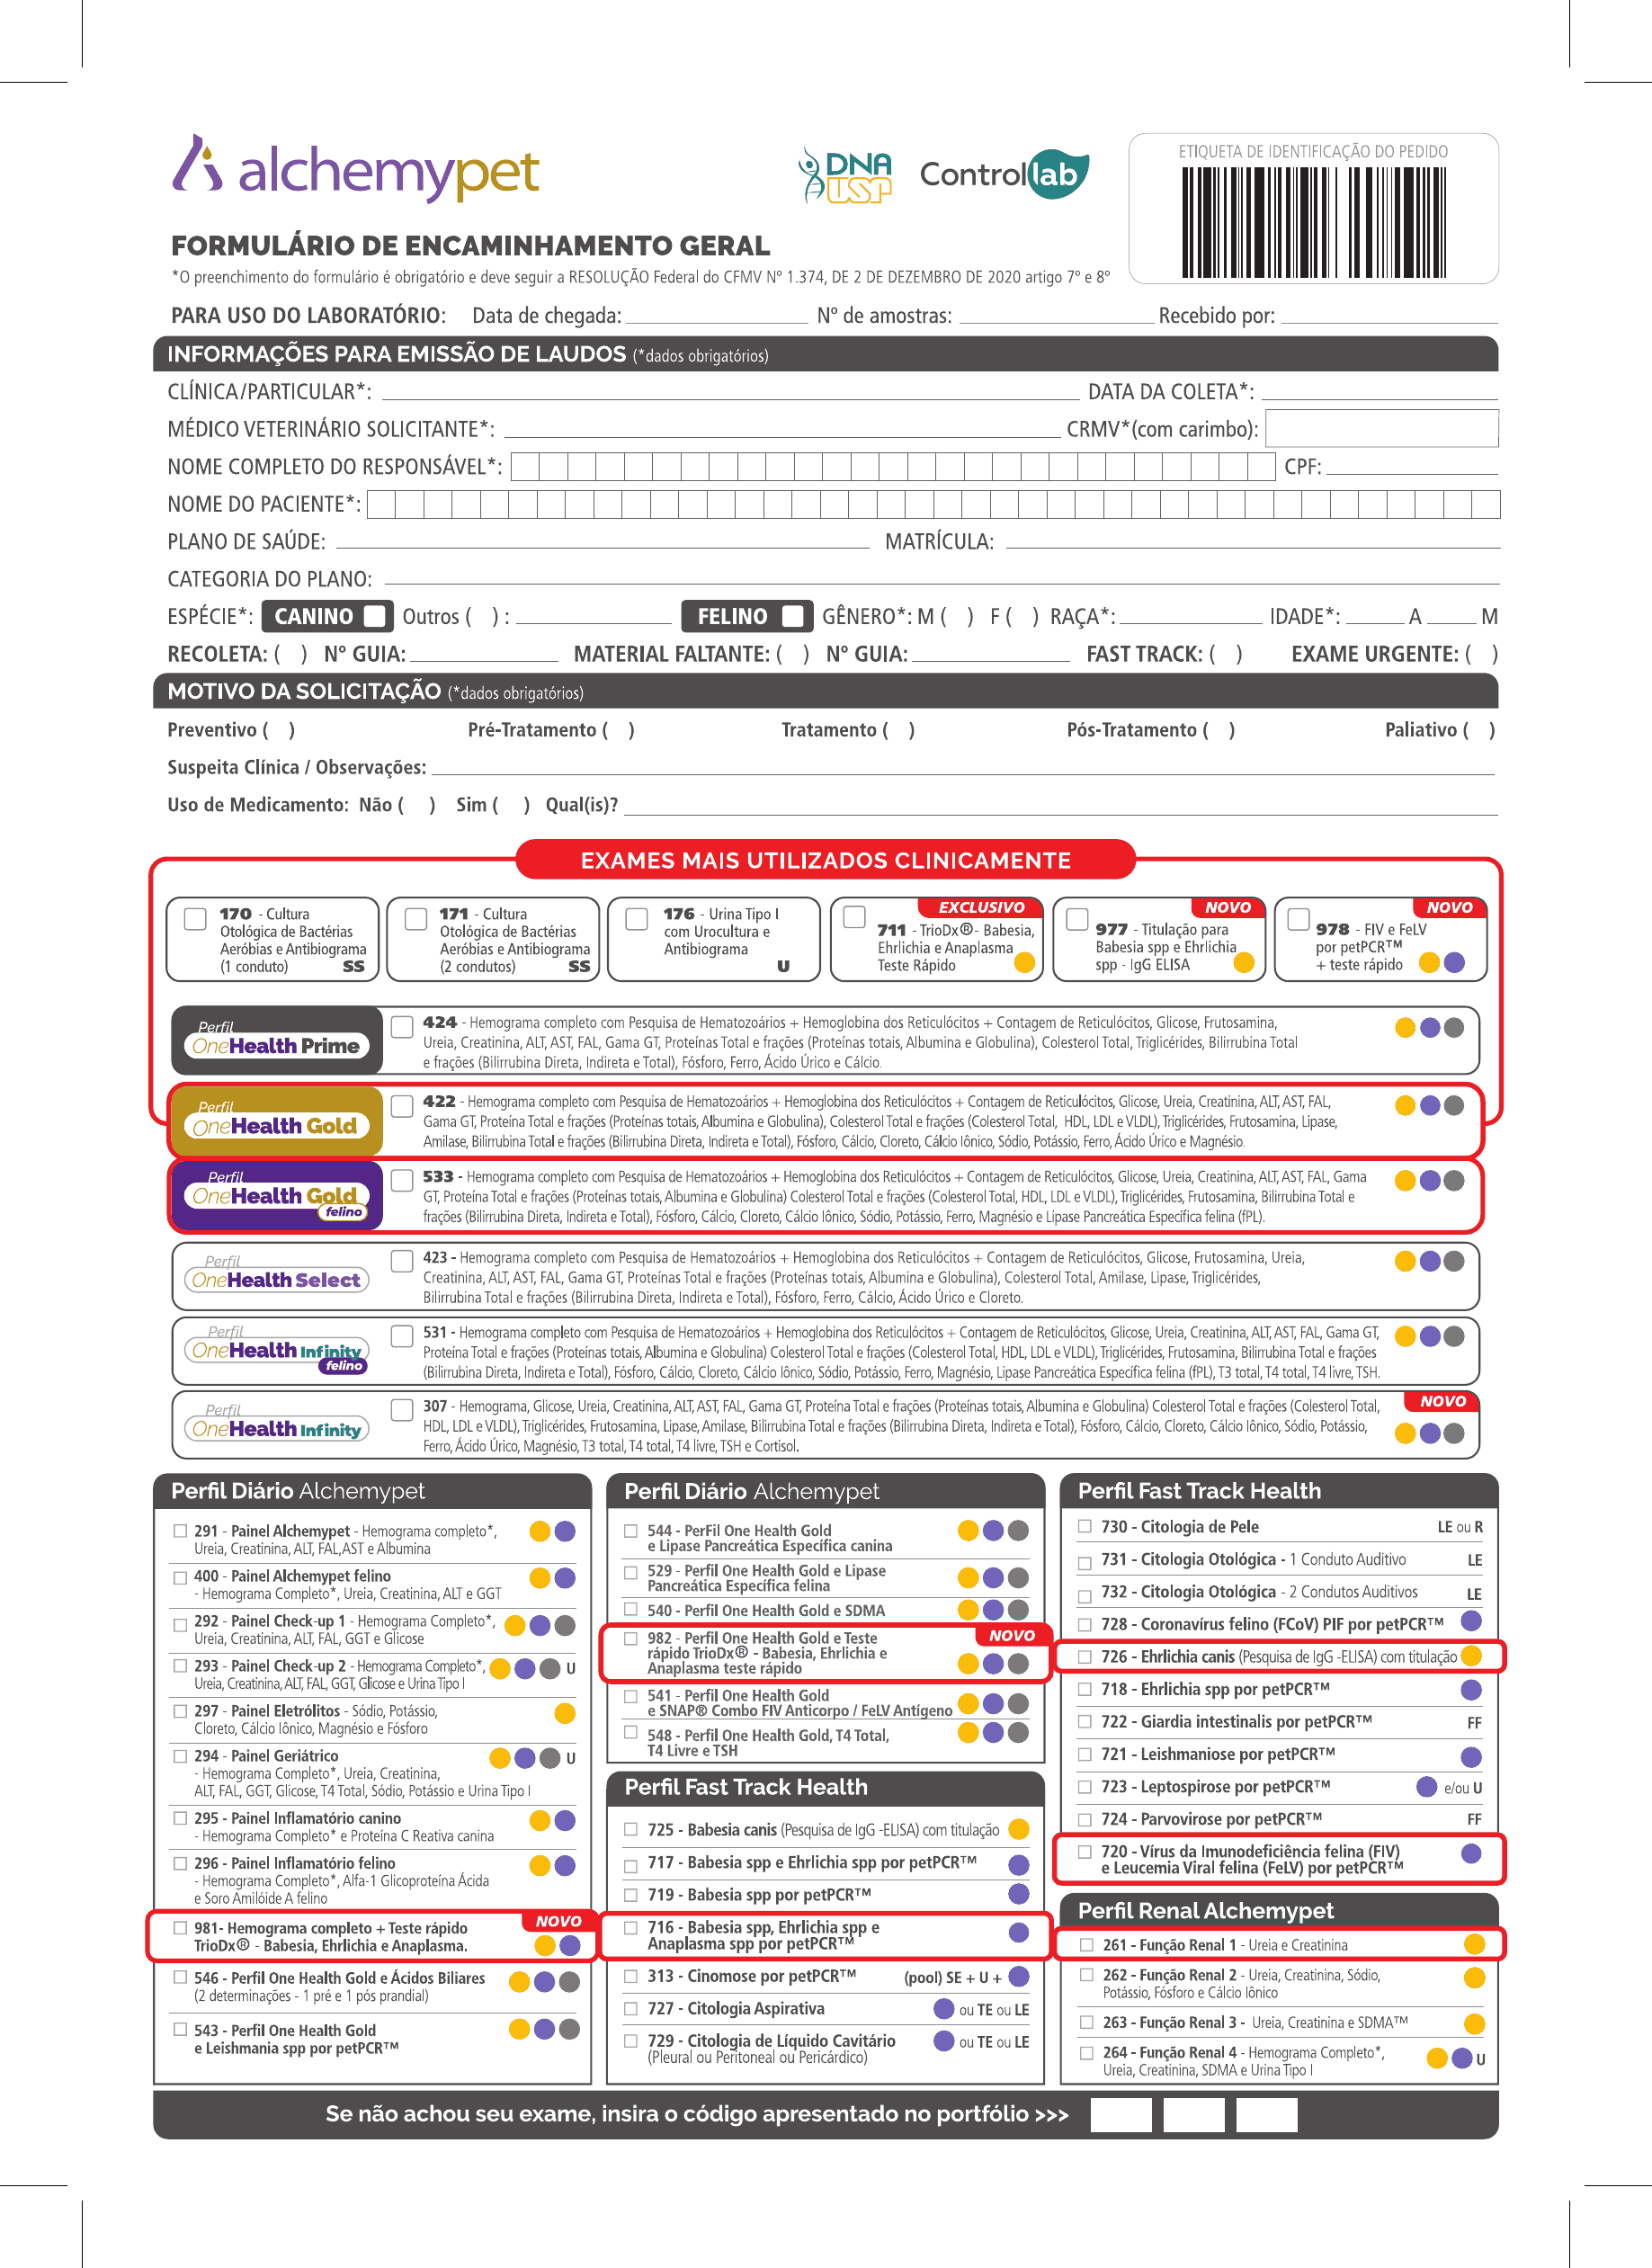 alchemypet
DNA
USP
Controllab
ETIQUETA DE IDENTIFICAÇÃO DO PEDIDO
FORMULÁRIO DE ENCAMINHAMENTO GERAL
*O preenchimento do formulário é obrigatório e deve seguir a RESOLUÇÃO Federal do CFMV Nº 1.374, DE 2 DE DEZEMBRO DE 2020 artigo 7º e 8º
PARA USO DO LABORATÓRIO: Data de chegada: Nº de amostras: Recebido por:
INFORMAÇÕES PARA EMISSÃO DE LAUDOS (*dados obrigatórios)
CLÍNICA/PARTICULAR*: DATA DA COLETA*:
MÉDICO VETERINÁRIO SOLICITANTE*: CRMV*(com carimbo):
NOME COMPLETO DO RESPONSÁVEL*: CPF:
NOME DO PACIENTE*:
PLANO DE SAÚDE: MATRÍCULA:
CATEGORIA DO PLANO:
ESPÉCIE*: CANINO Outros ( ) : FELINO GÊNERO*: M ( ) F ( ) RAÇA*: IDADE*: A M
RECOLETA: ( ) Nº GUIA: MATERIAL FALTANTE: ( ) Nº GUIA: FAST TRACK: ( ) EXAME URGENTE: ( )
MOTIVO DA SOLICITAÇÃO (*dados obrigatórios)
Preventivo ( ) Pré-Tratamento ( ) Tratamento ( ) Pós-Tratamento ( ) Paliativo ( )
Suspeita Clínica / Observações:
Uso de Medicamento: Não ( ) Sim ( ) Qual(is)?
EXAMES MAIS UTILIZADOS CLINICAMENTE
170 - Cultura
Otológica de Bactérias
Aeróbias e Antibiograma
(1 conduto) SS
171 - Cultura
Otológica de Bactérias
Aeróbias e Antibiograma
(2 condutos) SS
176 - Urina Tipo I
com Urocultura e
Antibiograma
U
EXCLUSIVO
711 - TrioDx®- Babesia,
Ehrlichia e Anaplasma
Teste Rápido
NOVO
977 - Titulação para
Babesia spp e Ehrlichia
spp - IgG ELISA
NOVO
978 - FIV e FeLV
por petPCR™
+ teste rápido
Perfil
OneHealth Prime
424 - Hemograma completo com Pesquisa de Hematozoários + Hemoglobina dos Reticulócitos + Contagem de Reticulócitos, Glicose, Frutosamina,
Ureia, Creatinina, ALT, AST, FAL, Gama GT, Proteínas Total e frações (Proteínas totais, Albumina e Globulina), Colesterol Total, Triglicérides, Bilirrubina Total
e frações (Bilirrubina Direta, Indireta e Total), Fósforo, Ferro, Ácido Úrico e Cálcio.
Perfil
OneHealth Gold
422 - Hemograma completo com Pesquisa de Hematozoários + Hemoglobina dos Reticulócitos + Contagem de Reticulócitos, Glicose, Ureia, Creatinina, ALT, AST, FAL,
Gama GT, Proteína Total e frações (Proteínas totais, Albumina e Globulina), Colesterol Total e frações (Colesterol Total, HDL, LDL e VLDL), Triglicérides, Frutosamina, Lipase,
Amilase, Bilirrubina Total e frações (Bilirrubina Direta, Indireta e Total), Fósforo, Cálcio, Cloreto, Cálcio Iônico, Sódio, Potássio, Ferro, Ácido Úrico e Magnésio.
Perfil
OneHealth Gold
felino
533 - Hemograma completo com Pesquisa de Hematozoários + Hemoglobina dos Reticulócitos + Contagem de Reticulócitos, Glicose, Ureia, Creatinina, ALT, AST, FAL, Gama
GT, Proteína Total e frações (Proteínas totais, Albumina e Globulina) Colesterol Total e frações (Colesterol Total, HDL, LDL e VLDL), Triglicérides, Frutosamina, Bilirrubina Total e
frações (Bilirrubina Direta, Indireta e Total), Fósforo, Cálcio, Cloreto, Cálcio Iônico, Sódio, Potássio, Ferro, Magnésio e Lipase Pancreática Específica felina (fPL).
Perfil
OneHealth Select
423 - Hemograma completo com Pesquisa de Hematozoários + Hemoglobina dos Reticulócitos + Contagem de Reticulócitos, Glicose, Frutosamina, Ureia,
Creatinina, ALT, AST, FAL, Gama GT, Proteínas Total e frações (Proteínas totais, Albumina e Globulina), Colesterol Total, Amilase, Lipase, Triglicérides,
Bilirrubina Total e frações (Bilirrubina Direta, Indireta e Total), Fósforo, Ferro, Cálcio, Ácido Úrico e Cloreto.
Perfil
OneHealth Infinity
felino
531 - Hemograma completo com Pesquisa de Hematozoários + Hemoglobina dos Reticulócitos + Contagem de Reticulócitos, Glicose, Ureia, Creatinina, ALT, AST, FAL, Gama GT,
Proteína Total e frações (Proteínas totais, Albumina e Globulina) Colesterol Total e frações (Colesterol Total, HDL, LDL e VLDL), Triglicérides, Frutosamina, Bilirrubina Total e frações
(Bilirrubina Direta, Indireta e Total), Fósforo, Cálcio, Cloreto, Cálcio Iônico, Sódio, Potássio, Ferro, Magnésio, Lipase Pancreática Específica felina (fPL), T3 total, T4 total, T4 livre, TSH.
Perfil
OneHealth Infinity
307 - Hemograma, Glicose, Ureia, Creatinina, ALT, AST, FAL, Gama GT, Proteína Total e frações (Proteínas totais, Albumina e Globulina) Colesterol Total e frações (Colesterol Total,
HDL, LDL e VLDL), Triglicérides, Frutosamina, Lipase, Amilase, Bilirrubina Total e frações (Bilirrubina Direta, Indireta e Total), Fósforo, Cálcio, Cloreto, Cálcio Iônico, Sódio, Potássio,
Ferro, Ácido Úrico, Magnésio, T3 total, T4 total, T4 livre, TSH e Cortisol.
NOVO
Perfil Diário Alchemypet
291 - Painel Alchemypet - Hemograma completo*,
Ureia, Creatinina, ALT, FAL,AST e Albumina
400 - Painel Alchemypet felino
- Hemograma Completo*, Ureia, Creatinina, ALT e GGT
292 - Painel Check-up 1 - Hemograma Completo*,
Ureia, Creatinina, ALT, FAL, GGT e Glicose
293 - Painel Check-up 2 - Hemograma Completo*, U
Ureia, Creatinina, ALT, FAL, GGT, Glicose e Urina Tipo I
297 - Painel Eletrólitos - Sódio, Potássio,
Cloreto, Cálcio Iônico, Magnésio e Fósforo
294 - Painel Geriátrico U
- Hemograma Completo*, Ureia, Creatinina,
ALT, FAL, GGT, Glicose, T4 Total, Sódio, Potássio e Urina Tipo I
295 - Painel Inflamatório canino
- Hemograma Completo* e Proteína C Reativa canina
296 - Painel Inflamatório felino
- Hemograma Completo*, Alfa-1 Glicoproteína Ácida
e Soro Amilóide A felino
NOVO
981- Hemograma completo + Teste rápido
TrioDx® - Babesia, Ehrlichia e Anaplasma.
546 - Perfil One Health Gold e Ácidos Biliares
(2 determinações - 1 pré e 1 pós prandial)
543 - Perfil One Health Gold
e Leishmania spp por petPCR™
Perfil Diário Alchemypet
544 - PerFil One Health Gold
e Lipase Pancreática Específica canina
529 - Perfil One Health Gold e Lipase
Pancreática Específica felina
540 - Perfil One Health Gold e SDMA
NOVO
982 - Perfil One Health Gold e Teste
rápido TrioDx® - Babesia, Ehrlichia e
Anaplasma teste rápido
541 - Perfil One Health Gold
e SNAP® Combo FIV Anticorpo / FeLV Antígeno
548 - Perfil One Health Gold, T4 Total,
T4 Livre e TSH
Perfil Fast Track Health
725 - Babesia canis (Pesquisa de IgG -ELISA) com titulação
717 - Babesia spp e Ehrlichia spp por petPCR™
719 - Babesia spp por petPCR™
716 - Babesia spp, Ehrlichia spp e
Anaplasma spp por petPCR™
313 - Cinomose por petPCR™ (pool) SE + U +
727 - Citologia Aspirativa ou TE ou LE
729 - Citologia de Líquido Cavitário ou TE ou LE
(Pleural ou Peritoneal ou Pericárdico)
Perfil Fast Track Health
730 - Citologia de Pele LE ou R
731 - Citologia Otológica - 1 Conduto Auditivo LE
732 - Citologia Otológica - 2 Condutos Auditivos LE
728 - Coronavírus felino (FCoV) PIF por petPCR™
726 - Ehrlichia canis (Pesquisa de IgG -ELISA) com titulação
718 - Ehrlichia spp por petPCR™
722 - Giardia intestinalis por petPCR™ FF
721 - Leishmaniose por petPCR™
723 - Leptospirose por petPCR™ e/ou U
724 - Parvovirose por petPCR™ FF
720 - Vírus da Imunodeficiência felina (FIV)
e Leucemia Viral felina (FeLV) por petPCR™
Perfil Renal Alchemypet
261 - Função Renal 1 - Ureia e Creatinina
262 - Função Renal 2 - Ureia, Creatinina, Sódio,
Potássio, Fósforo e Cálcio Iônico
263 - Função Renal 3 - Ureia, Creatinina e SDMA™
264 - Função Renal 4 - Hemograma Completo*, U
Ureia, Creatinina, SDMA e Urina Tipo I
Se não achou seu exame, insira o código apresentado no portfólio >>>